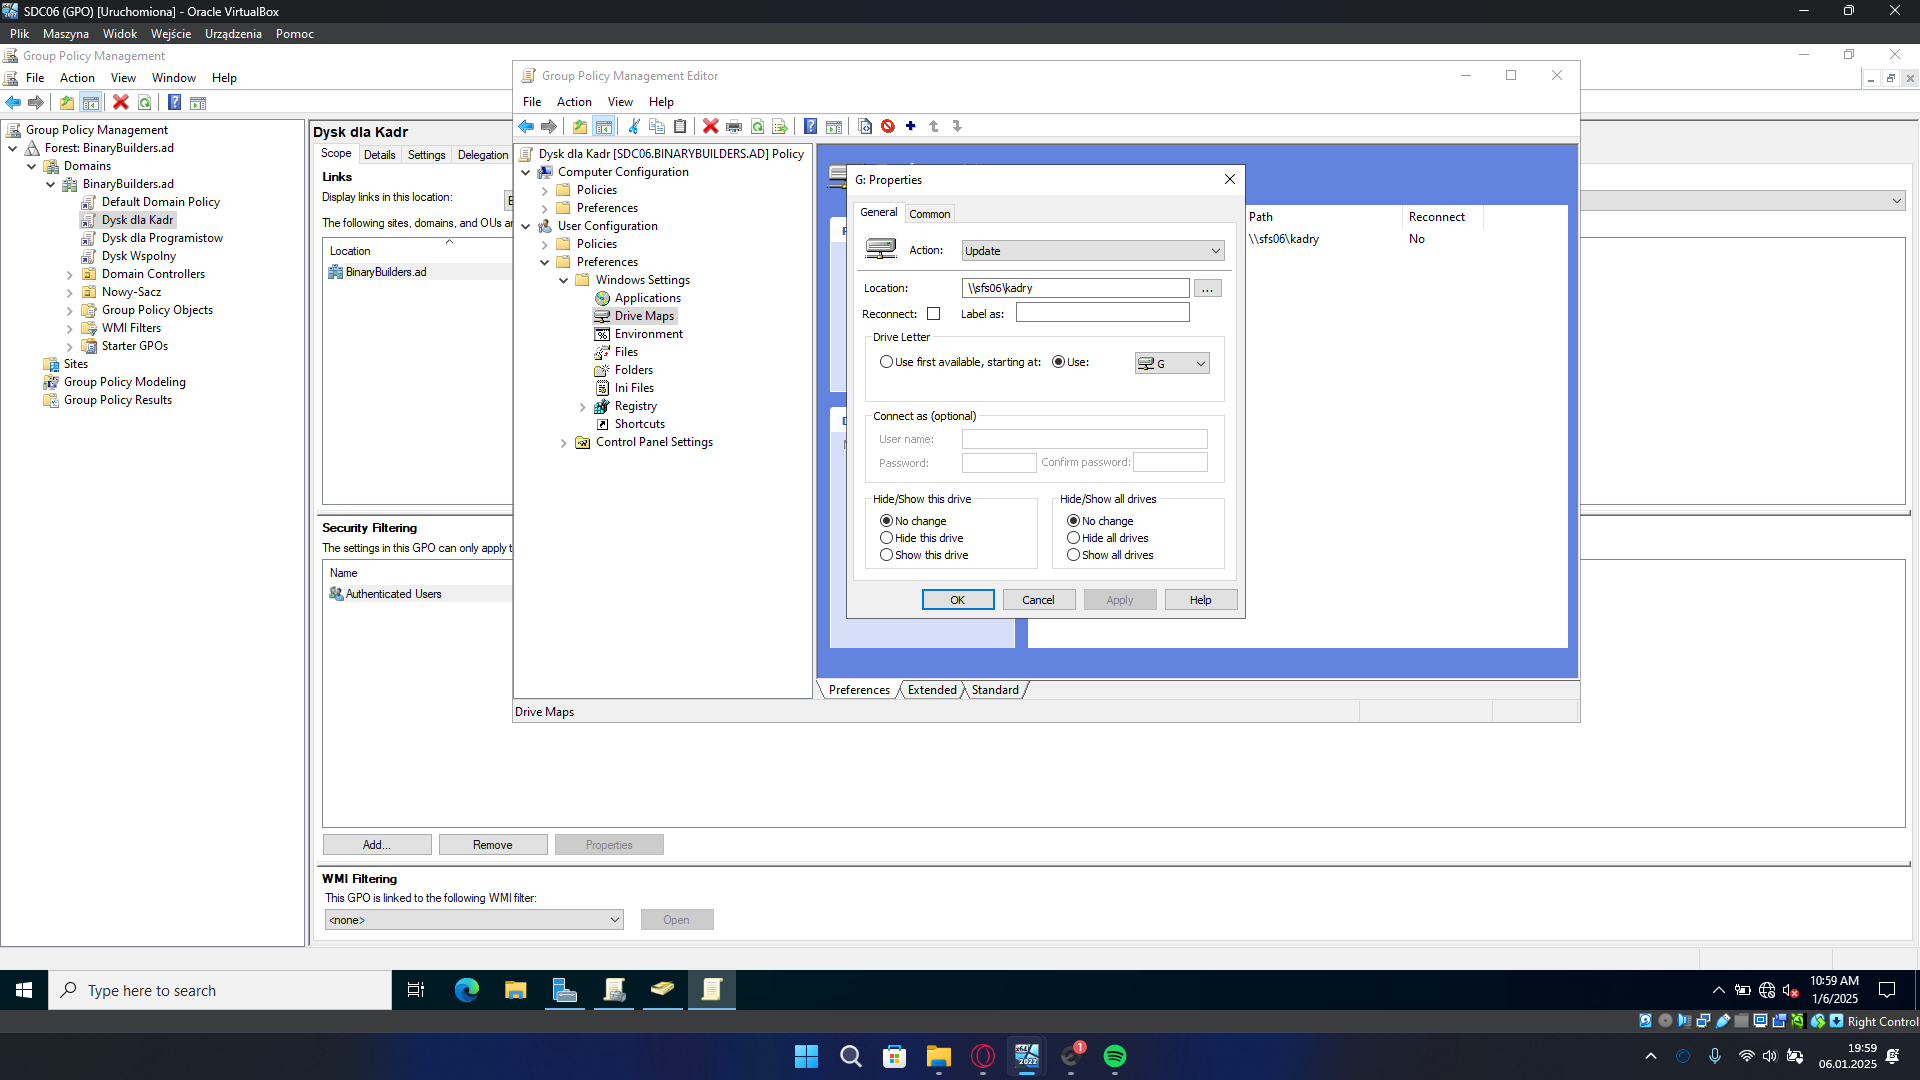 SDC06 (GPO) [Uruchomiona] - Oracle VirtualBox
Plik Maszyna Widok Wejście Urządzenia Pomoc
Group Policy Management
File Action View Window Help
Group Policy Management
Forest: BinaryBuilders.ad
Domains
BinaryBuilders.ad
Default Domain Policy
Dysk dla Kadr
Dysk dla Programistow
Dysk Wspolny
Domain Controllers
Nowy-Sacz
Group Policy Objects
WMI Filters
Starter GPOs
Sites
Group Policy Modeling
Group Policy Results
Dysk dla Kadr
Scope Details Settings Delegation
Links
Display links in this location:
The following sites, domains, and OUs
Location
BinaryBuilders.ad
Security Filtering
The settings in this GPO can only apply
Name
Authenticated Users
Add... Remove Properties
WMI Filtering
This GPO is linked to the following WMI filter:
<none> Open
Group Policy Management Editor
File Action View Help
Dysk dla Kadr [SDC06.BINARYBUILDERS.AD] Policy
Computer Configuration
Policies
Preferences
User Configuration
Policies
Preferences
Windows Settings
Applications
Drive Maps
Environment
Files
Folders
Ini Files
Registry
Shortcuts
Control Panel Settings
Path Reconnect
\\sfs06\kadry No
Preferences Extended Standard
Drive Maps
G: Properties
General Common
Action: Update
Location: \\sfs06\kadry ...
Reconnect: Label as:
Drive Letter
Use first available, starting at: Use: G
Connect as (optional)
User name:
Password: Confirm password:
Hide/Show this drive Hide/Show all drives
No change No change
Hide this drive Hide all drives
Show this drive Show all drives
OK Cancel Apply Help
Type here to search
10:59 AM
1/6/2025
Right Control
2022
1
19:59
06.01.2025